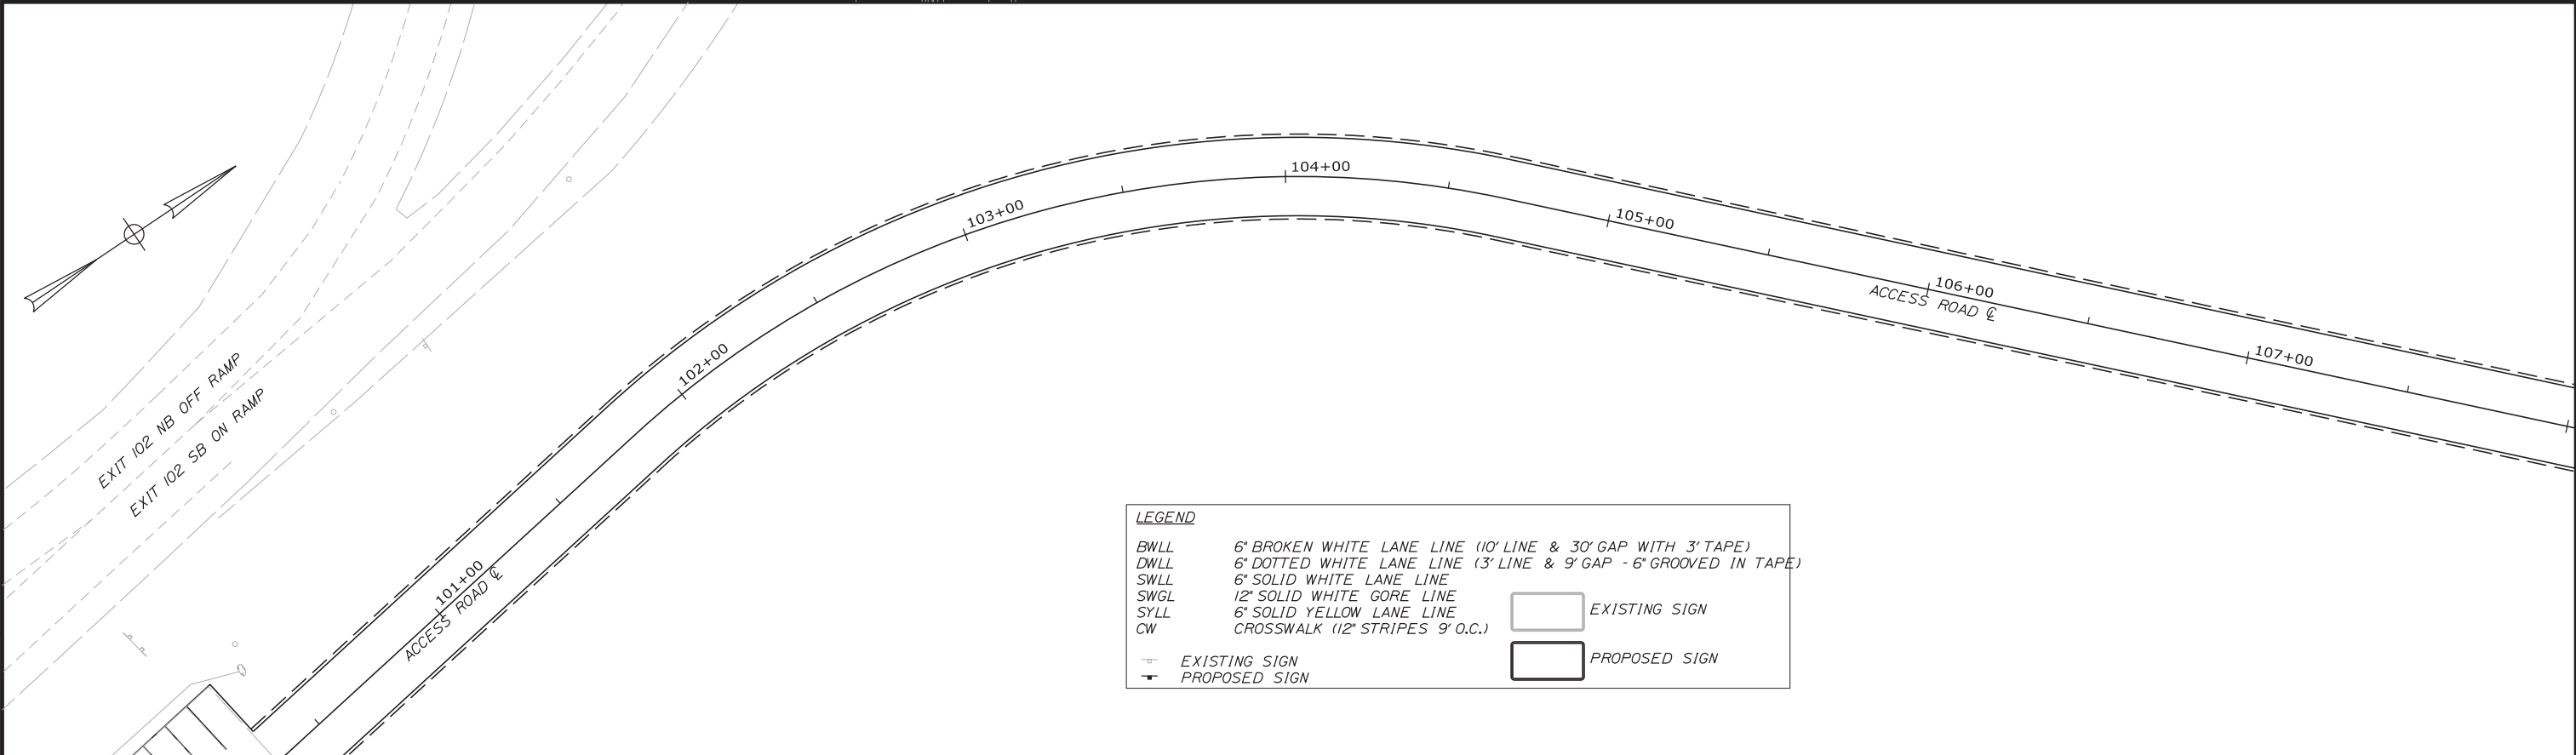 104+00
103+00
105+00
106+00
ACCESS ROAD ℄
107+00
102+00
EXIT 102 NB OFF RAMP
EXIT 102 SB ON RAMP
101+00
ACCESS ROAD ℄
LEGEND
BWLL 6" BROKEN WHITE LANE LINE (10' LINE & 30' GAP WITH 3' TAPE)
DWLL 6" DOTTED WHITE LANE LINE (3' LINE & 9' GAP - 6" GROOVED IN TAPE)
SWLL 6" SOLID WHITE LANE LINE
SWGL 12" SOLID WHITE GORE LINE
SYLL 6" SOLID YELLOW LANE LINE
CW CROSSWALK (12" STRIPES 9' O.C.)
EXISTING SIGN
PROPOSED SIGN
EXISTING SIGN
PROPOSED SIGN